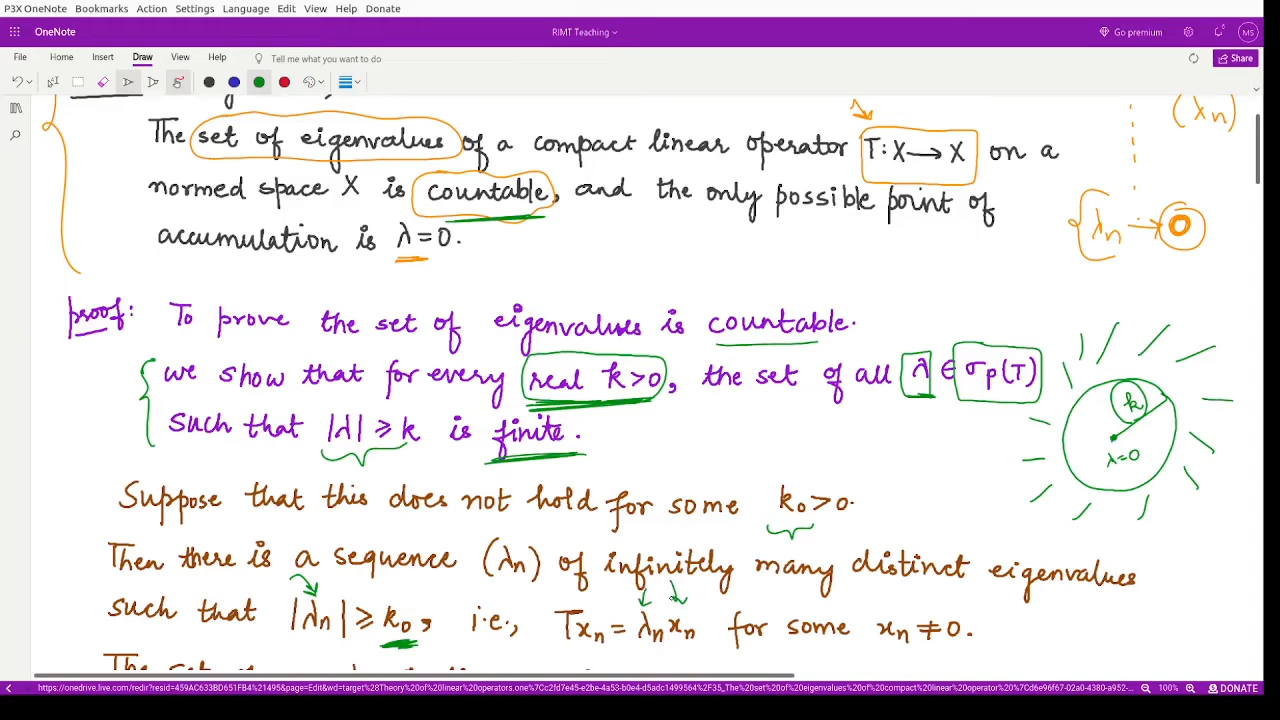 P3X OneNote Bookmarks Action Settings Language Edit View Help Donate
OneNote
RIMT Teaching
Go premium
MS
File Home Insert Draw View Help Tell me what you want to do
Share
(λn)
The set of eigenvalues of a compact linear operator T: X → X on a
normed space X is countable, and the only possible point of
accumulation is λ=0.
λn → 0
proof: To prove the set of eigenvalues is countable.
we show that for every real k>0, the set of all λ ∈ σp(T)
such that |λ| ≥ k is finite.
k
λ=0
Suppose that this does not hold for some k0>0.
Then there is a sequence (λn) of infinitely many distinct eigenvalues
such that |λn| ≥ k0, i.e., Txn = λn xn for some xn ≠ 0.
100%
DONATE